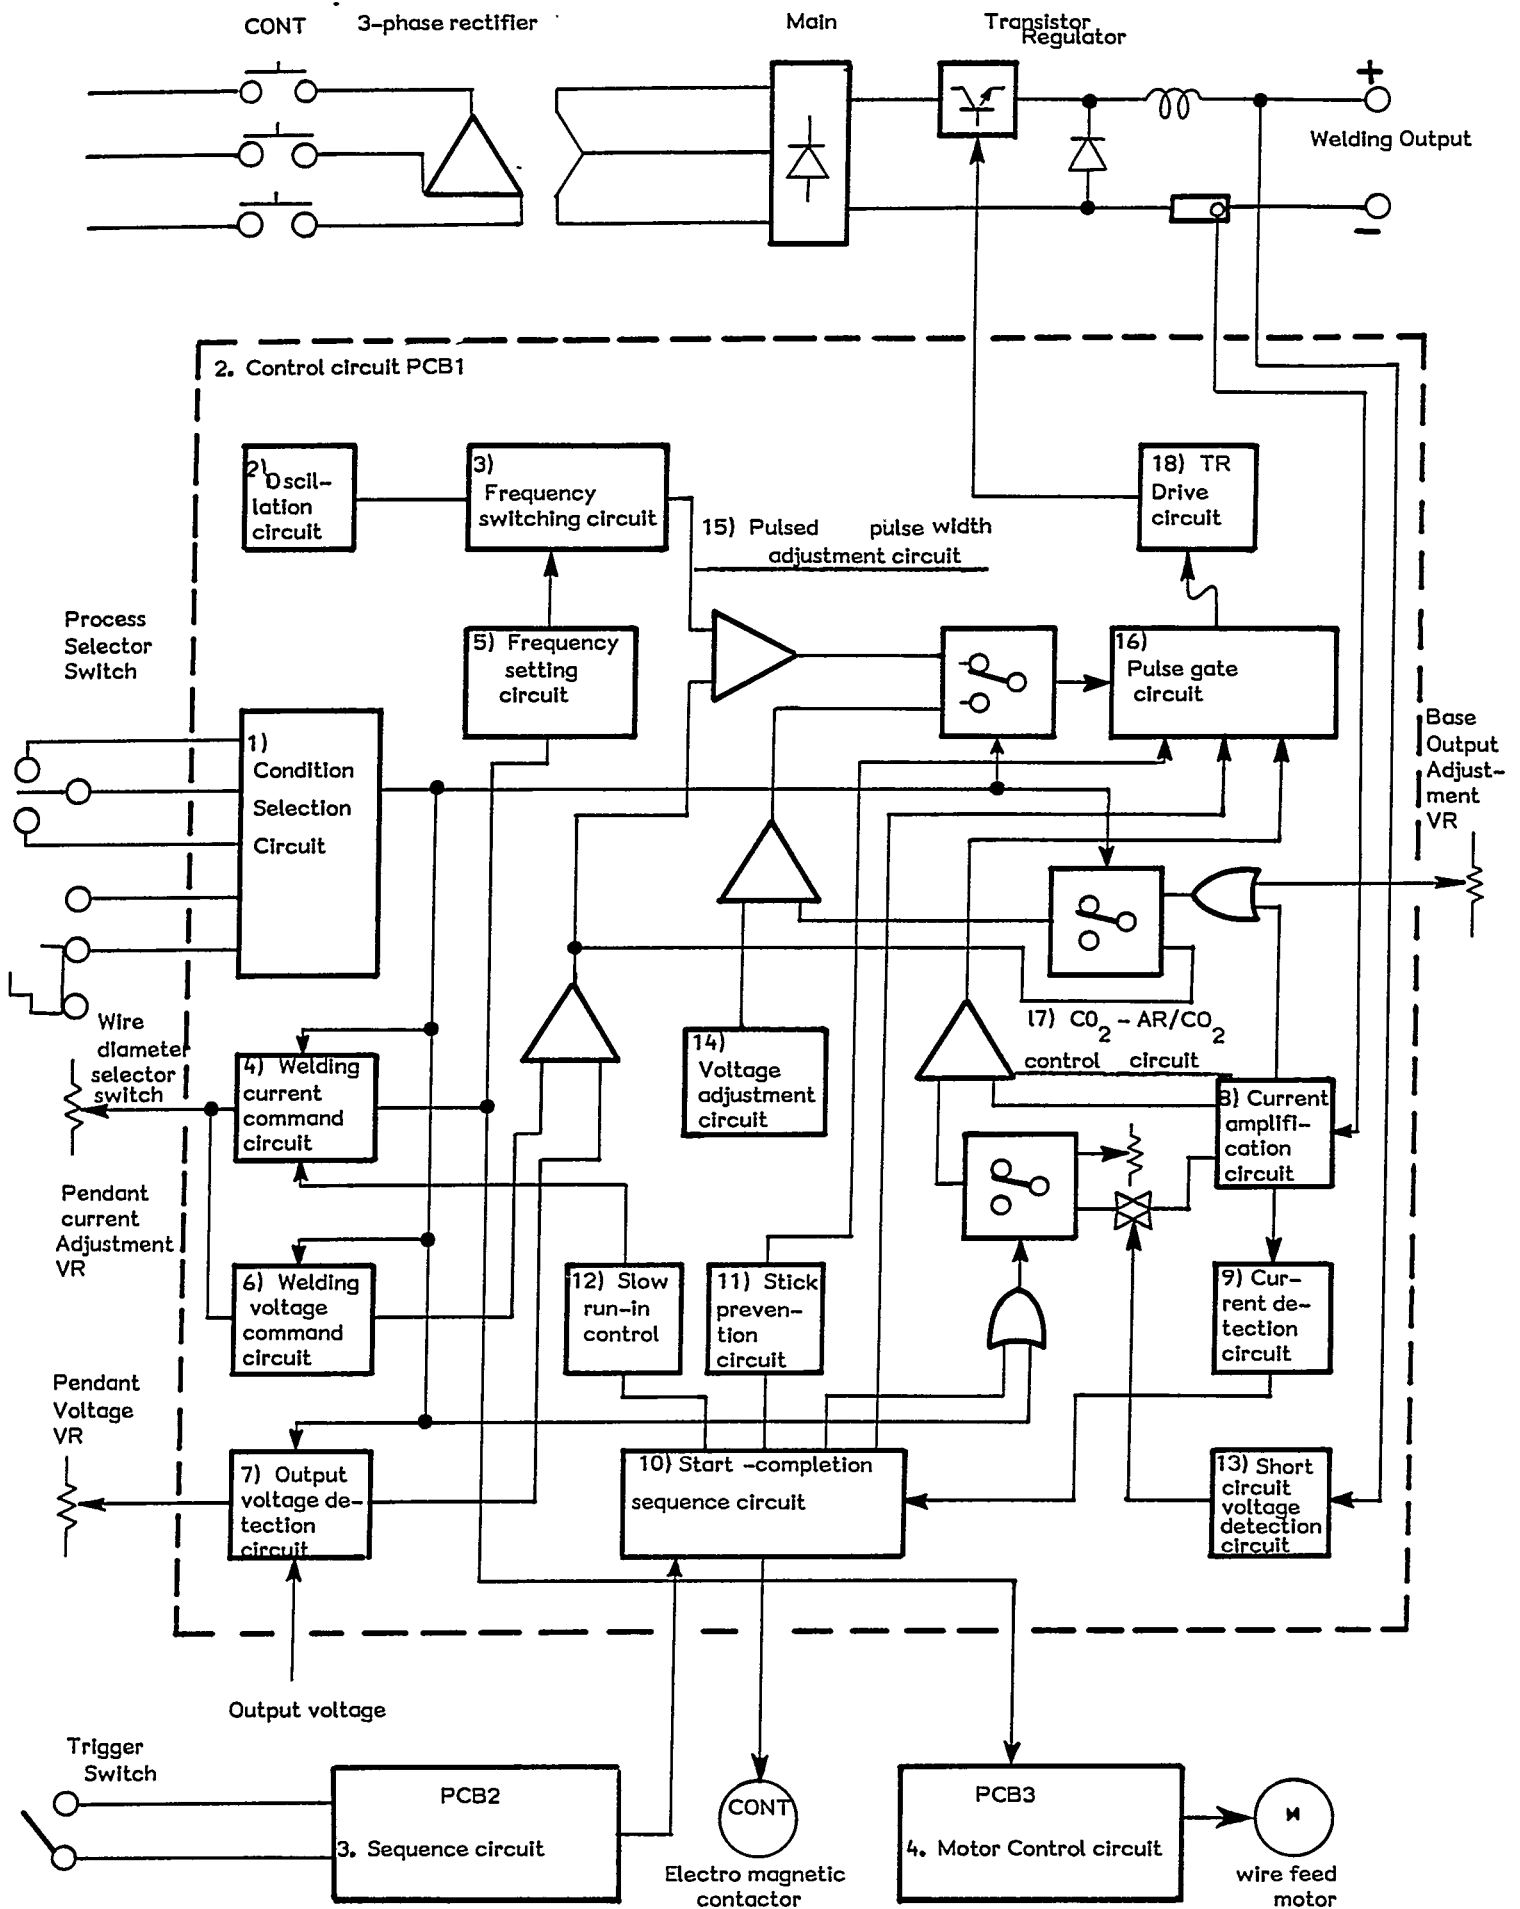 CONT
3-phase rectifier
Main
Transistor
Regulator
+
Welding Output
-
2. Control circuit PCB1
2) Oscil-
lation
circuit
3)
Frequency
switching circuit
18) TR
Drive
circuit
15) Pulsed pulse width
adjustment circuit
Process
Selector
Switch
5) Frequency
setting
circuit
16)
Pulse gate
circuit
Base
Output
Adjust-
ment
VR
1)
Condition
Selection
Circuit
Wire
diameter
selector
switch
4) Welding
current
command
circuit
14)
Voltage
adjustment
circuit
17) CO2 - AR/CO2
control circuit
8) Current
amplifi-
cation
circuit
Pendant
current
Adjustment
VR
6) Welding
voltage
command
circuit
12) Slow
run-in
control
11) Stick
preven-
tion
circuit
9) Cur-
rent de-
tection
circuit
Pendant
Voltage
VR
7) Output
voltage de-
tection
circuit
10) Start -completion
sequence circuit
13) Short
circuit
voltage
detection
circuit
Output voltage
Trigger
Switch
PCB2
3. Sequence circuit
CONT
Electro magnetic
contactor
PCB3
4. Motor Control circuit
M
wire feed
motor